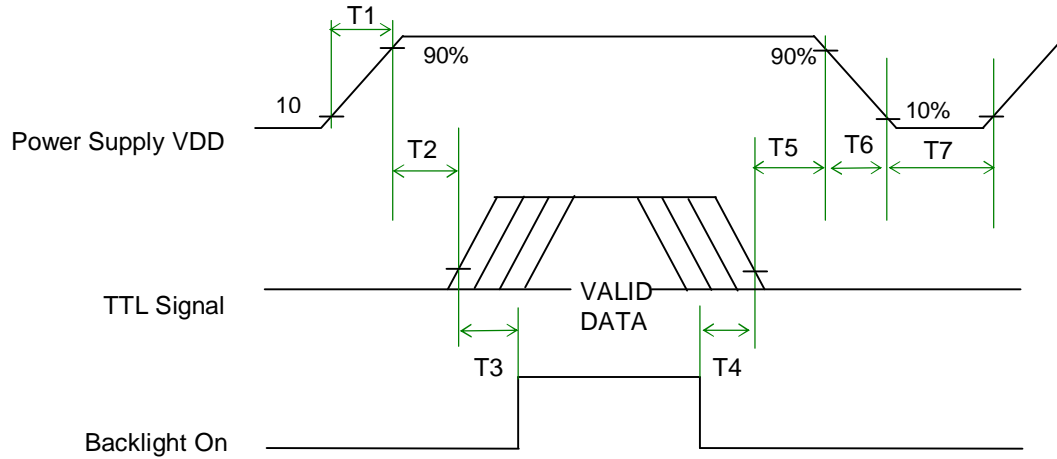 T1
90%
90%
10
10%
Power Supply VDD
T2
T5
T6
T7
TTL Signal
VALID
DATA
T3
T4
Backlight On